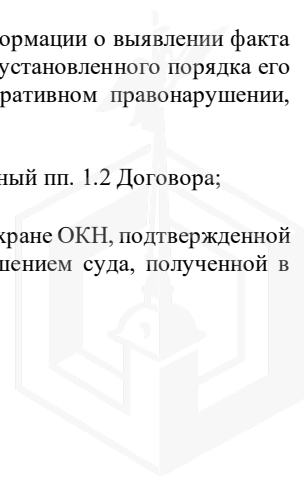 ормации о выявлении факта
установленного порядка его
ративном правонарушении,
ный пп. 1.2 Договора;
хране ОКН, подтвержденной
шением суда, полученной в